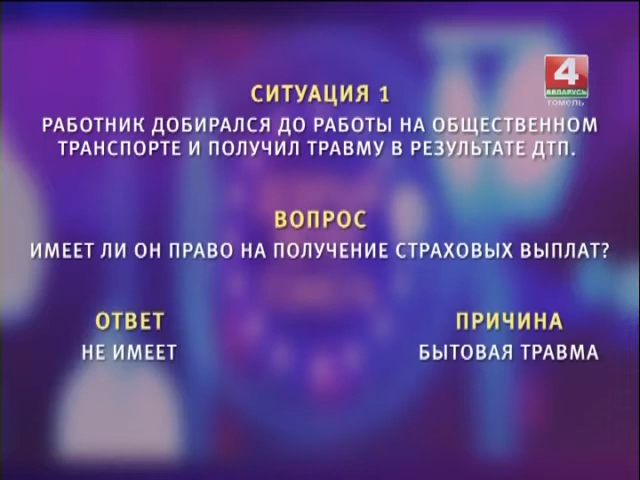 4
БЕЛАРУСЬ
ГОМЕЛЬ
СИТУАЦИЯ 1
РАБОТНИК ДОБИРАЛСЯ ДО РАБОТЫ НА ОБЩЕСТВЕННОМ
ТРАНСПОРТЕ И ПОЛУЧИЛ ТРАВМУ В РЕЗУЛЬТАТЕ ДТП.
ВОПРОС
ИМЕЕТ ЛИ ОН ПРАВО НА ПОЛУЧЕНИЕ СТРАХОВЫХ ВЫПЛАТ?
ОТВЕТ
НЕ ИМЕЕТ
ПРИЧИНА
БЫТОВАЯ ТРАВМА